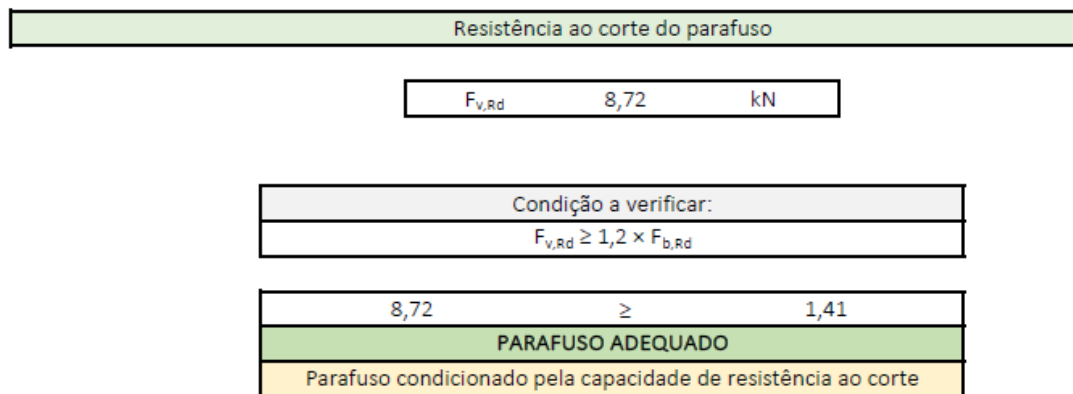 Resistência ao corte do parafuso
Fv,Rd 8,72 kN
Condição a verificar:
Fv,Rd ≥ 1,2 × Fb,Rd
8,72 ≥ 1,41
PARAFUSO ADEQUADO
Parafuso condicionado pela capacidade de resistência ao corte